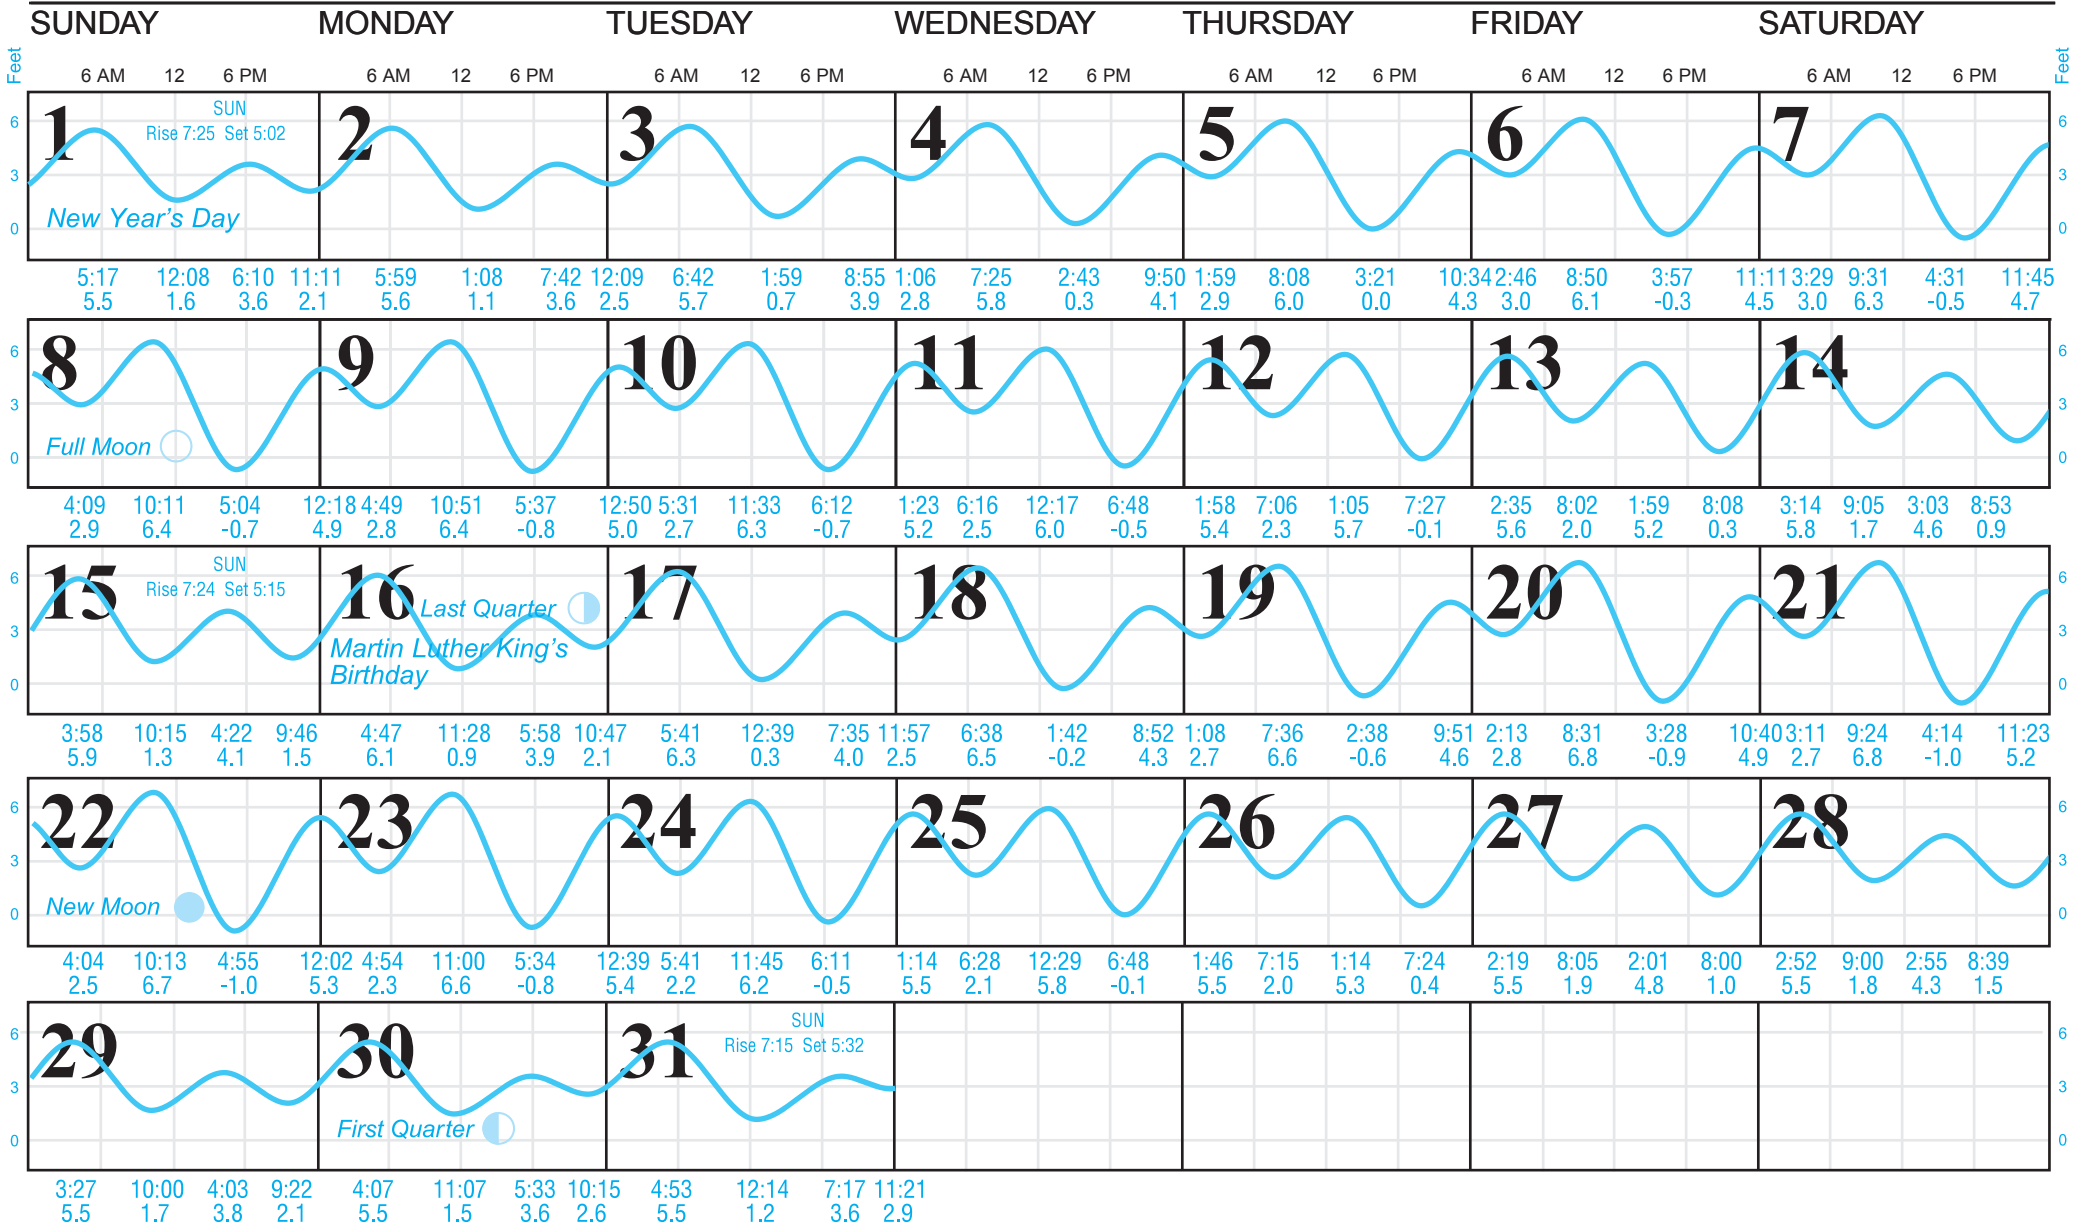 SUNDAY MONDAY TUESDAY WEDNESDAY THURSDAY FRIDAY SATURDAY
Feet 6 AM 12 6 PM 6 AM 12 6 PM 6 AM 12 6 PM 6 AM 12 6 PM 6 AM 12 6 PM 6 AM 12 6 PM 6 AM 12 6 PM Feet
1 SUN 2 3 4 5 6 7
6 Rise 7:25 Set 5:02 6
3 3
New Year's Day
0 0
5:17 12:08 6:10 11:11 5:59 1:08 7:42 12:09 6:42 1:59 8:55 1:06 7:25 2:43 9:50 1:59 8:08 3:21 10:34 2:46 8:50 3:57 11:11 3:29 9:31 4:31 11:45
5.5 1.6 3.6 2.1 5.6 1.1 3.6 2.5 5.7 0.7 3.9 2.8 5.8 0.3 4.1 2.9 6.0 0.0 4.3 3.0 6.1 -0.3 4.5 3.0 6.3 -0.5 4.7
8 9 10 11 12 13 14
6 6
3 3
Full Moon
0 0
4:09 10:11 5:04 12:18 4:49 10:51 5:37 12:50 5:31 11:33 6:12 1:23 6:16 12:17 6:48 1:58 7:06 1:05 7:27 2:35 8:02 1:59 8:08 3:14 9:05 3:03 8:53
2.9 6.4 -0.7 4.9 2.8 6.4 -0.8 5.0 2.7 6.3 -0.7 5.2 2.5 6.0 -0.5 5.4 2.3 5.7 -0.1 5.6 2.0 5.2 0.3 5.8 1.7 4.6 0.9
15 SUN 16 17 18 19 20 21
6 Rise 7:24 Set 5:15 6
Last Quarter
3 3
Martin Luther King's
Birthday
0 0
3:58 10:15 4:22 9:46 4:47 11:28 5:58 10:47 5:41 12:39 7:35 11:57 6:38 1:42 8:52 1:08 7:36 2:38 9:51 2:13 8:31 3:28 10:40 3:11 9:24 4:14 11:23
5.9 1.3 4.1 1.5 6.1 0.9 3.9 2.1 6.3 0.3 4.0 2.5 6.5 -0.2 4.3 2.7 6.6 -0.6 4.6 2.8 6.8 -0.9 4.9 2.7 6.8 -1.0 5.2
22 23 24 25 26 27 28
6 6
3 3
New Moon
0 0
4:04 10:13 4:55 12:02 4:54 11:00 5:34 12:39 5:41 11:45 6:11 1:14 6:28 12:29 6:48 1:46 7:15 1:14 7:24 2:19 8:05 2:01 8:00 2:52 9:00 2:55 8:39
2.5 6.7 -1.0 5.3 2.3 6.6 -0.8 5.4 2.2 6.2 -0.5 5.5 2.1 5.8 -0.1 5.5 2.0 5.3 0.4 5.5 1.9 4.8 1.0 5.5 1.8 4.3 1.5
29 30 31 SUN
6 Rise 7:15 Set 5:32 6
3 3
First Quarter
0 0
3:27 10:00 4:03 9:22 4:07 11:07 5:33 10:15 4:53 12:14 7:17 11:21
5.5 1.7 3.8 2.1 5.5 1.5 3.6 2.6 5.5 1.2 3.6 2.9